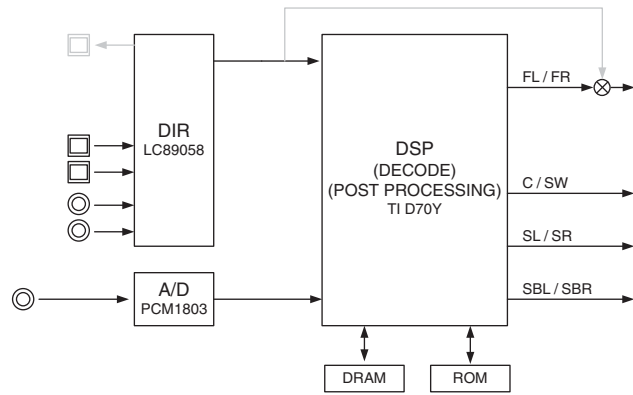 DIR
LC89058
DSP
(DECODE)
(POST PROCESSING)
TI D70Y
FL / FR
C / SW
SL / SR
SBL / SBR
A/D
PCM1803
DRAM
ROM